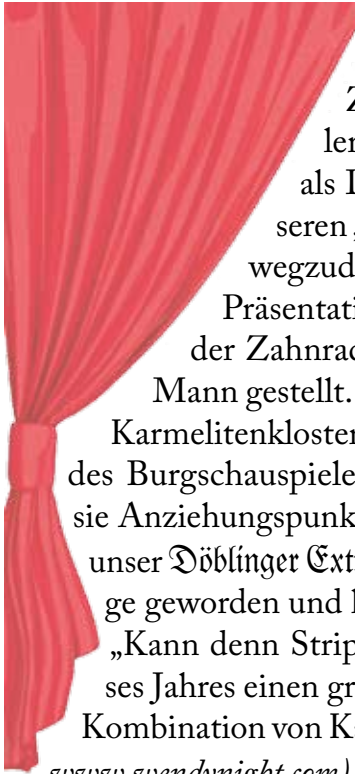 Z
ler
als I
seren „
wegzud
Präsentati
der Zahnrad
Mann gestellt.
Karmelitenkloster
des Burgschauspiele
sie Anziehungspunk
unser Döblinger Ext
ge geworden und h
„Kann denn Strip
ses Jahres einen gr
Kombination von K
www.wendynight.com)